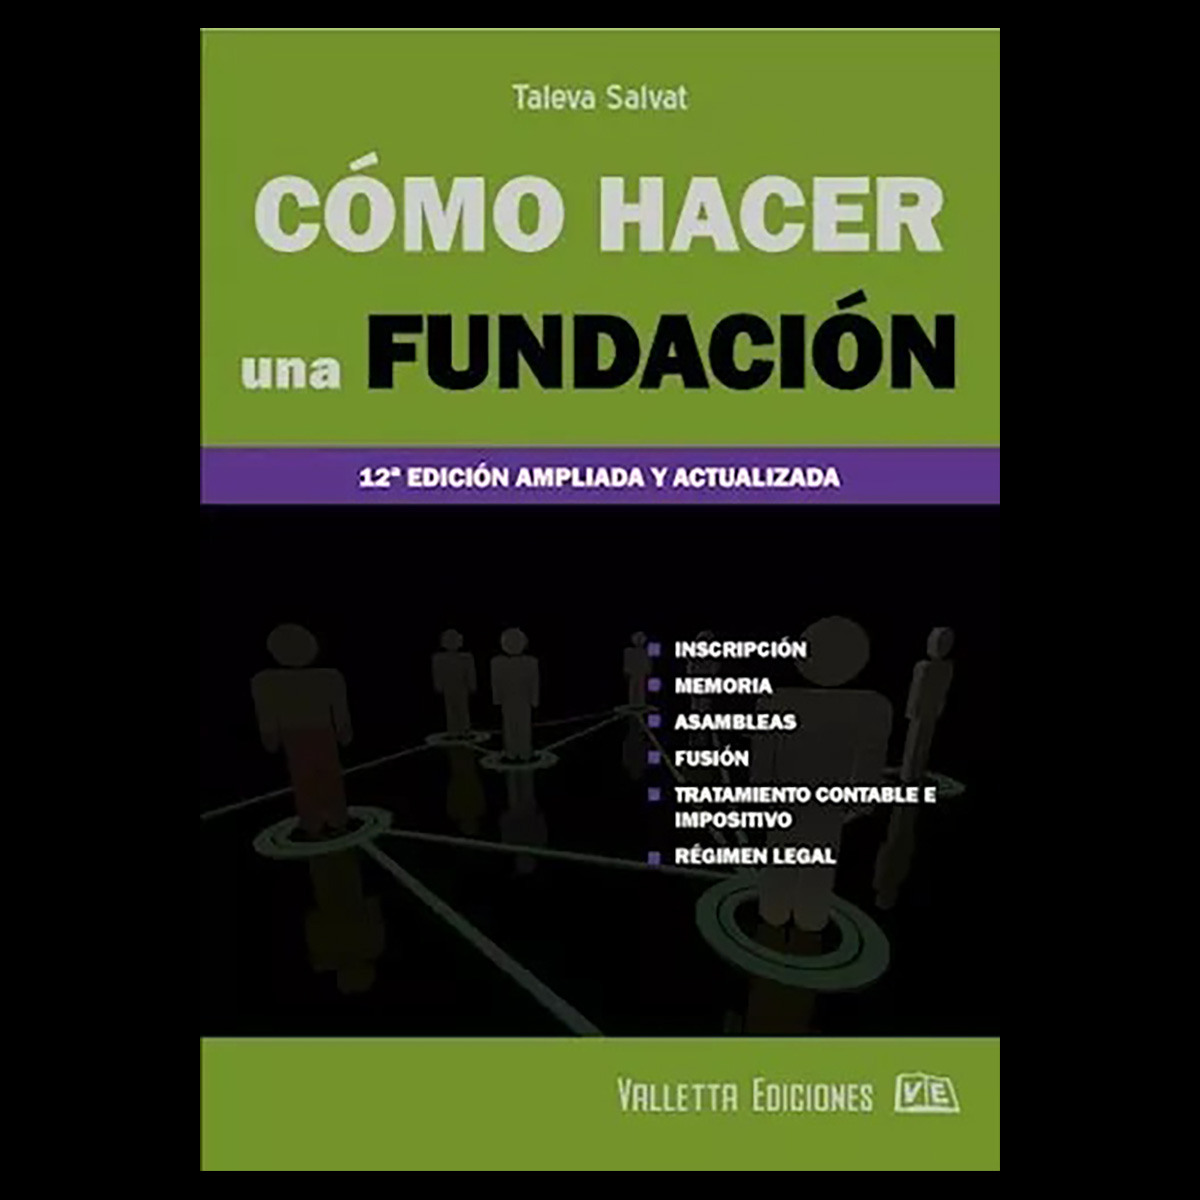 Taleva Salvat
CÓMO HACER
una FUNDACIÓN
12ª EDICIÓN AMPLIADA Y ACTUALIZADA
INSCRIPCIÓN
MEMORIA
ASAMBLEAS
FUSIÓN
TRATAMIENTO CONTABLE E
IMPOSITIVO
RÉGIMEN LEGAL
VALLETTA EDICIONES VE